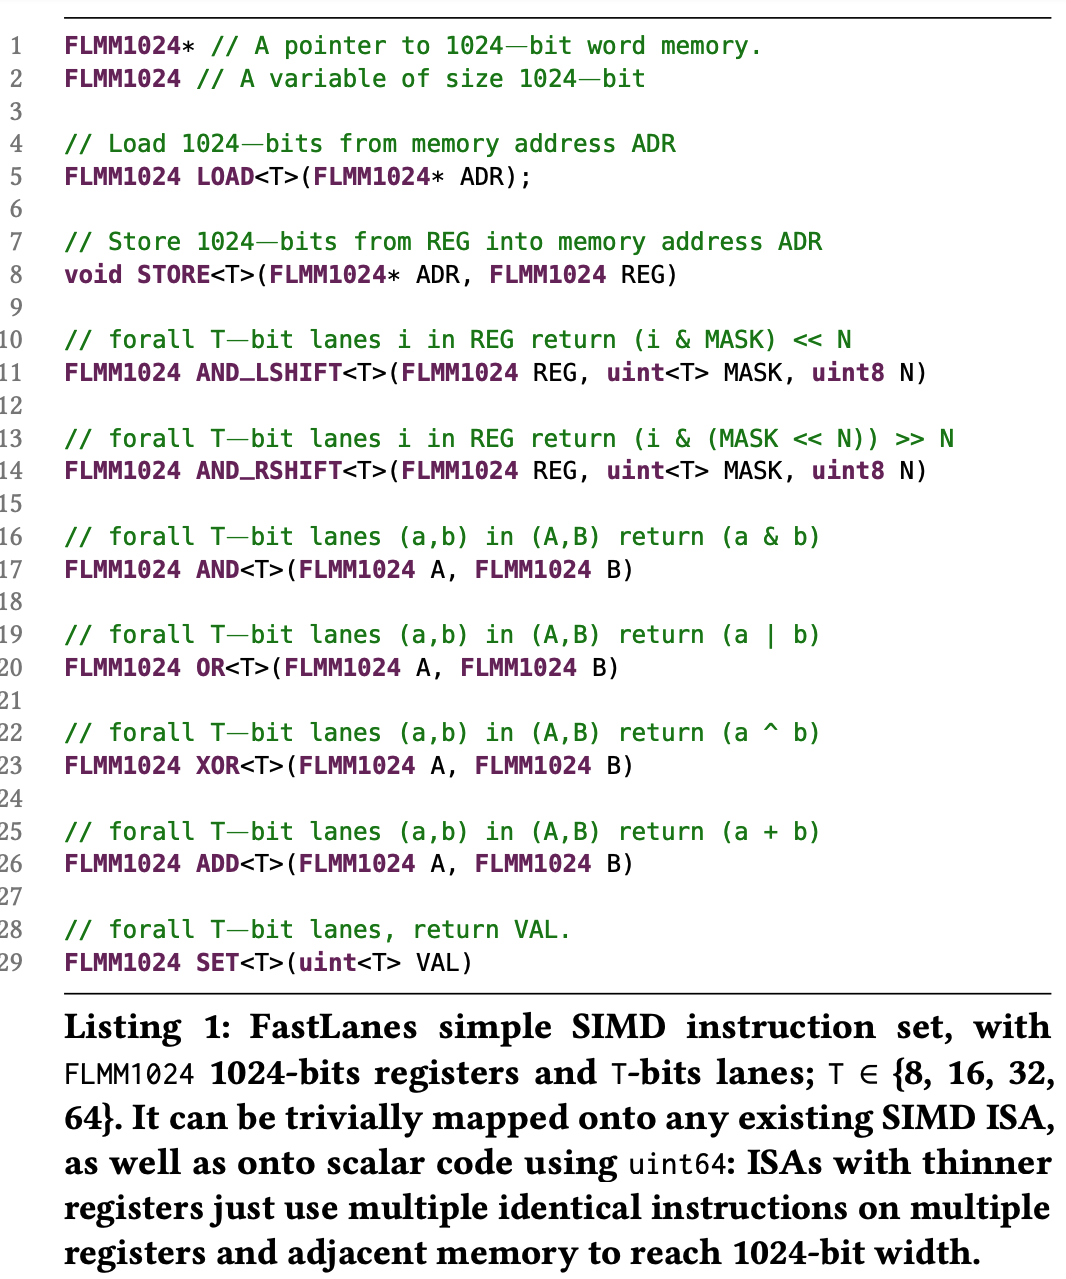 1 FLMM1024* // A pointer to 1024—bit word memory.
2 FLMM1024 // A variable of size 1024—bit
3
4 // Load 1024—bits from memory address ADR
5 FLMM1024 LOAD<T>(FLMM1024* ADR);
6
7 // Store 1024—bits from REG into memory address ADR
8 void STORE<T>(FLMM1024* ADR, FLMM1024 REG)
9
10 // forall T—bit lanes i in REG return (i & MASK) << N
11 FLMM1024 AND_LSHIFT<T>(FLMM1024 REG, uint<T> MASK, uint8 N)
12
13 // forall T—bit lanes i in REG return (i & (MASK << N)) >> N
14 FLMM1024 AND_RSHIFT<T>(FLMM1024 REG, uint<T> MASK, uint8 N)
15
16 // forall T—bit lanes (a,b) in (A,B) return (a & b)
17 FLMM1024 AND<T>(FLMM1024 A, FLMM1024 B)
18
19 // forall T—bit lanes (a,b) in (A,B) return (a | b)
20 FLMM1024 OR<T>(FLMM1024 A, FLMM1024 B)
21
22 // forall T—bit lanes (a,b) in (A,B) return (a ^ b)
23 FLMM1024 XOR<T>(FLMM1024 A, FLMM1024 B)
24
25 // forall T—bit lanes (a,b) in (A,B) return (a + b)
26 FLMM1024 ADD<T>(FLMM1024 A, FLMM1024 B)
27
28 // forall T—bit lanes, return VAL.
29 FLMM1024 SET<T>(uint<T> VAL)
Listing 1: FastLanes simple SIMD instruction set, with
FLMM1024 1024-bits registers and T-bits lanes; T ∈ {8, 16, 32,
64}. It can be trivially mapped onto any existing SIMD ISA,
as well as onto scalar code using uint64: ISAs with thinner
registers just use multiple identical instructions on multiple
registers and adjacent memory to reach 1024-bit width.